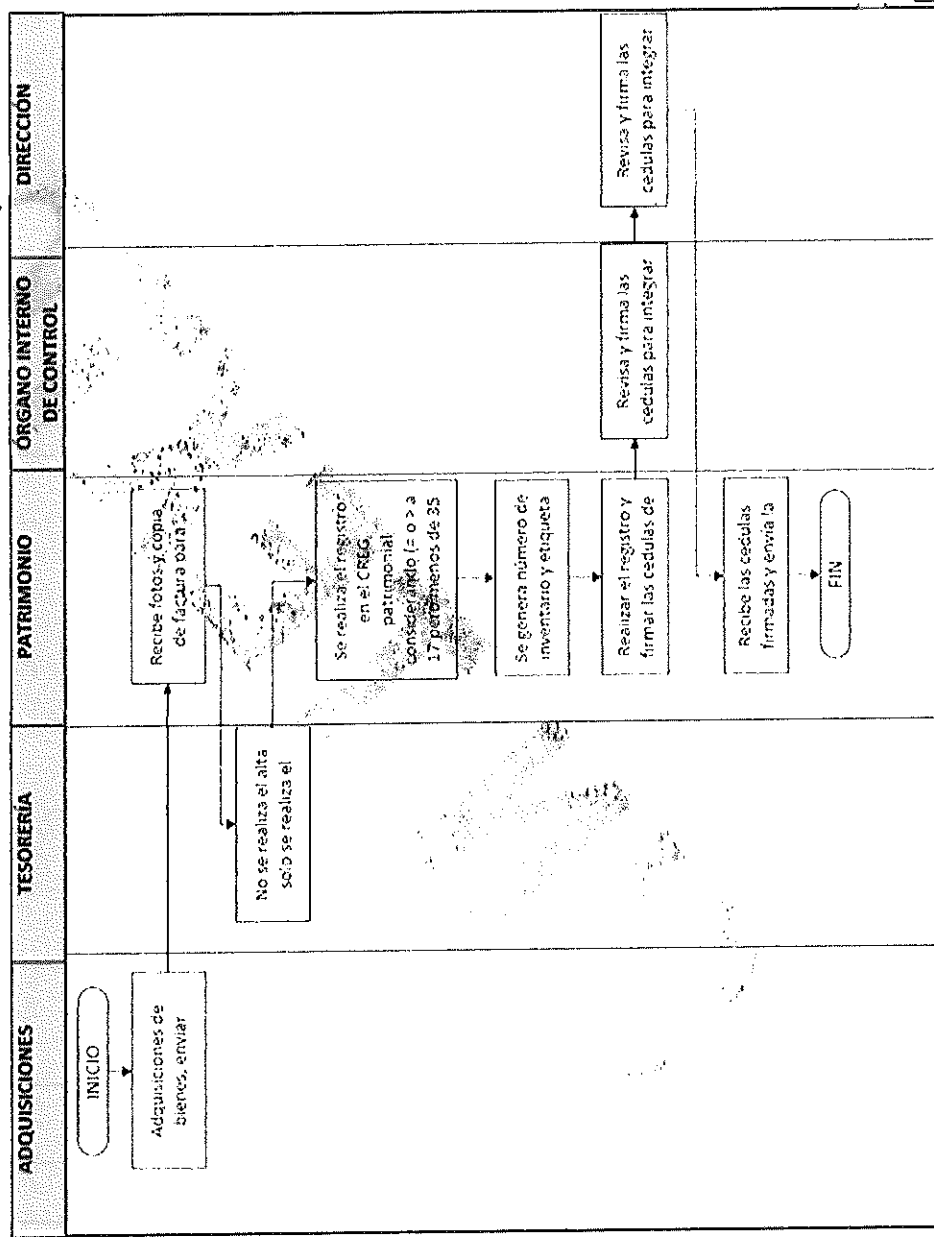 ADQUISICIONES
TESORERÍA
PATRIMONIO
ÓRGANO INTERNO
DE CONTROL
DIRECCIÓN
INICIO
Adquisiciones de
bienes, enviar
Recibe fotos y copia
de factura para
No se realiza el alta
solo se realiza el
Se realiza el registro
en el CREG
patrimonial
considerando (= o > a
17 pero menos de 35
Se genera número de
inventario y etiqueta
Realizar el registro y
firmar las cedulas de
Revisa y firma las
cedulas para integrar
Revisa y firma las
cedulas para integrar
Recibe las cedulas
firmadas y envía la
FIN